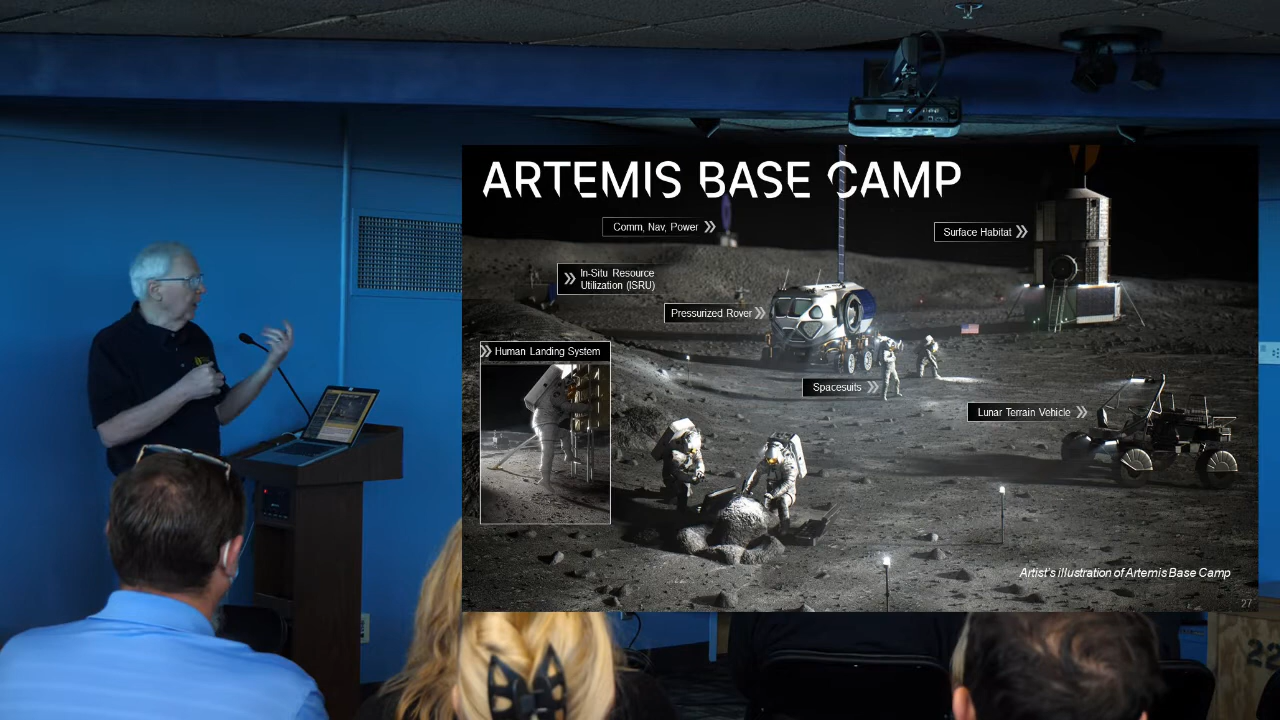 ARTEMIS BASE CAMP
Comm, Nav, Power
Surface Habitat
In-Situ Resource
Utilization (ISRU)
Pressurized Rover
Human Landing System
Spacesuits
Lunar Terrain Vehicle
Artist's illustration of Artemis Base Camp
27
22